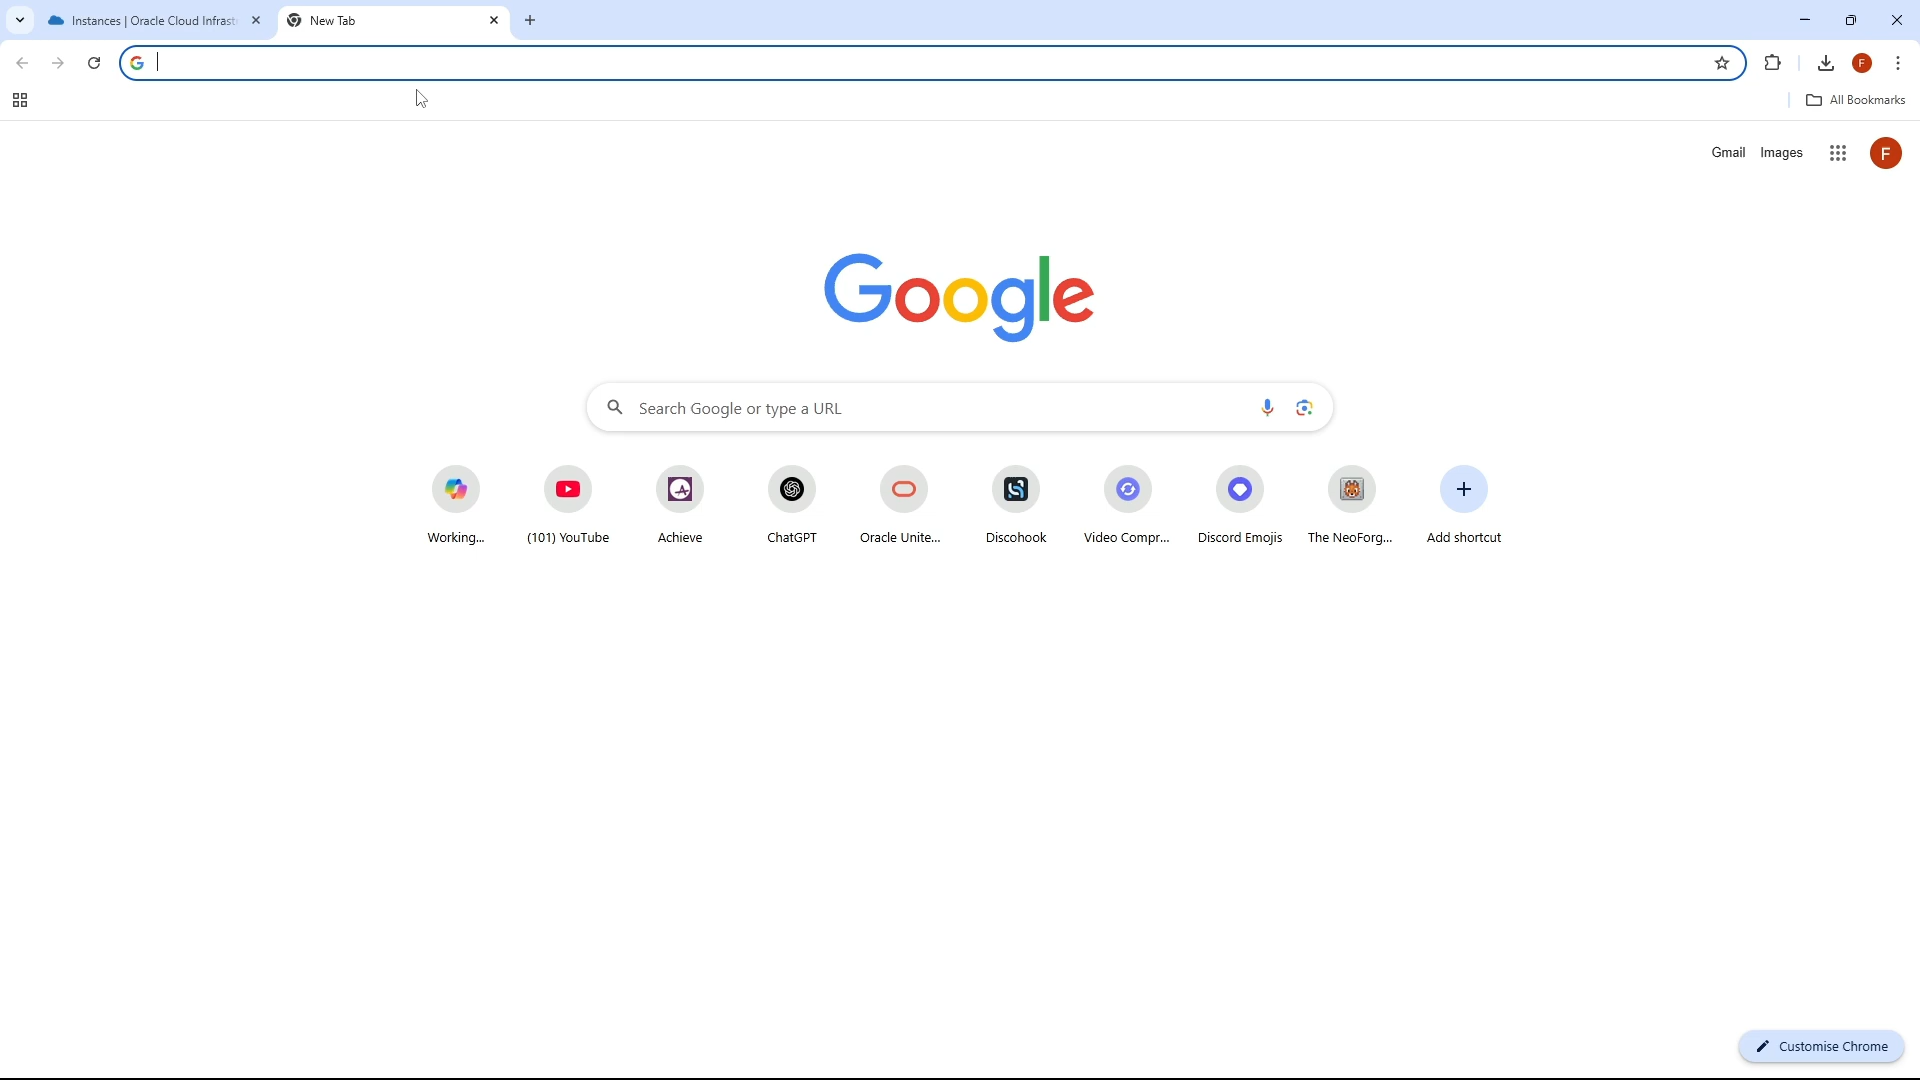 Instances | Oracle Cloud Infrast
New Tab
All Bookmarks
F
Gmail Images
F
Google
Search Google or type a URL
Working... (101) YouTube Achieve ChatGPT Oracle Unite... Discohook Video Compr... Discord Emojis The NeoForg... Add shortcut
Customise Chrome